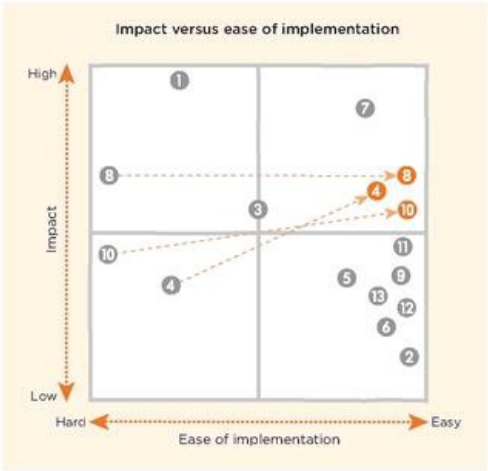 Impact versus ease of implementation
High
1
7
8
8
4
3
10
Impact
10
11
4
5
9
13
12
6
2
Low
Hard
Easy
Ease of implementation